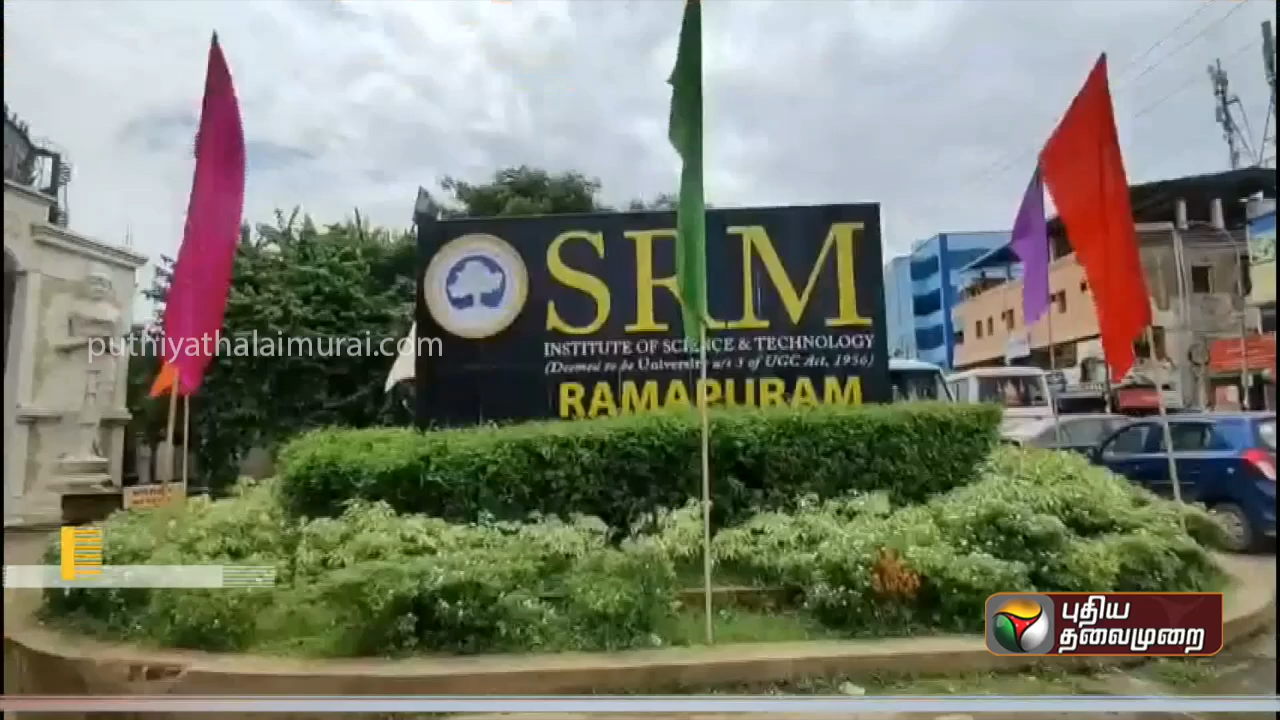 SRM
INSTITUTE OF SCIENCE & TECHNOLOGY
(Deemed to be University u/s 3 of UGC Act, 1956)
RAMAPURAM
puthiyathalaimurai.com
புதிய
தலைமுறை